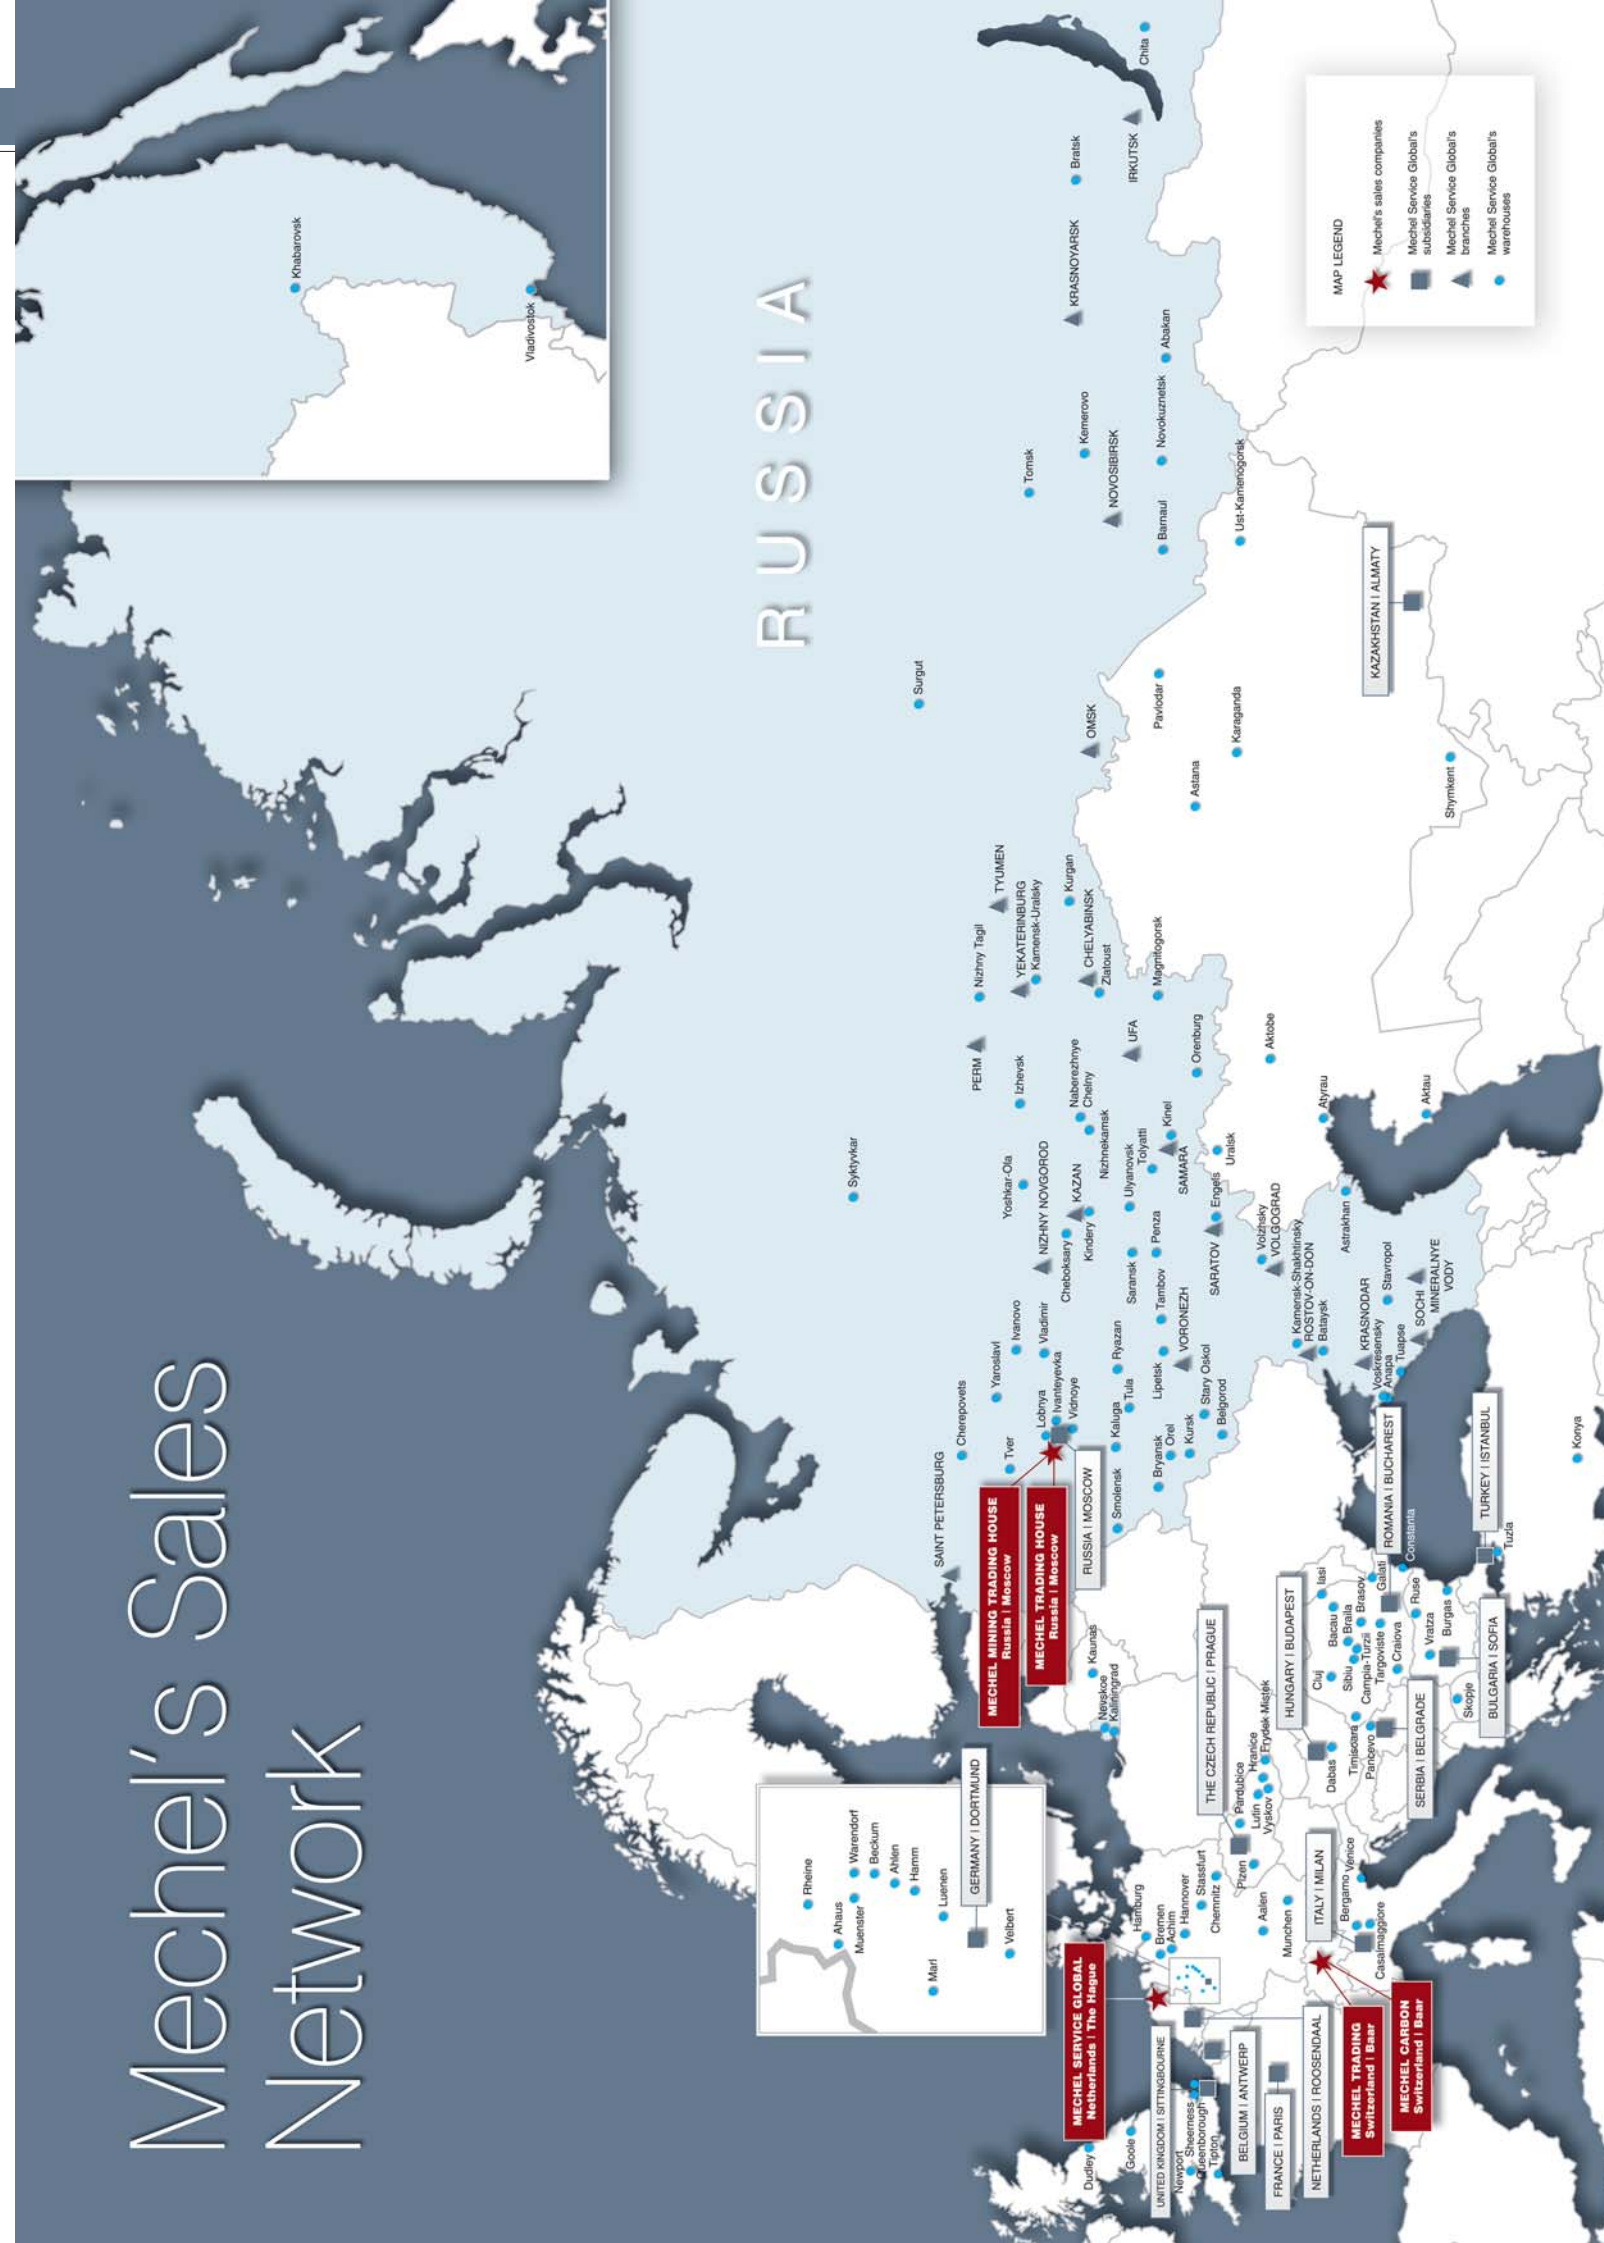 Mechel's Sales
Network
RUSSIA
Khabarovsk
Vladivostok
MAP LEGEND
Mechel's sales companies
Mechel Service Global's
subsidiaries
Mechel Service Global's
branches
Mechel Service Global's
warehouses
MECHEL MINING TRADING HOUSE
Russia | Moscow
MECHEL TRADING HOUSE
Russia | Moscow
RUSSIA | MOSCOW
MECHEL SERVICE GLOBAL
Netherlands | The Hague
MECHEL TRADING
Switzerland | Baar
MECHEL CARBON
Switzerland | Baar
GERMANY | DORTMUND
Rheine
Ahaus
Warendorf
Muenster
Beckum
Ahlen
Hamm
Marl
Luenen
Velbert
UNITED KINGDOM | SITTINGBOURNE
BELGIUM | ANTWERP
FRANCE | PARIS
NETHERLANDS | ROOSENDAAL
ITALY | MILAN
THE CZECH REPUBLIC | PRAGUE
HUNGARY | BUDAPEST
SERBIA | BELGRADE
BULGARIA | SOFIA
ROMANIA | BUCHAREST
TURKEY | ISTANBUL
KAZAKHSTAN | ALMATY
Dudley
Goole
Newport
Sheerness
Queenborough
Tipton
Hamburg
Bremen
Achim
Hannover
Stassfurt
Chemnitz
Plzen
Aalen
Munchen
Bergamo
Venice
Casalmaggiore
Pardubice
Lutin
Vyskov
Hranice
Frydek-Mistek
Dabas
Timisoara
Pancevo
Skopje
Cluj
Sibiu
Campia-Turzii
Targoviste
Craiova
Bacau
Braila
Brasov
Iasi
Galati
Constanta
Ruse
Vratza
Burgas
Tuzla
Konya
Kaunas
Nevskoe
Kaliningrad
SAINT PETERSBURG
Cherepovets
Tver
Yaroslavl
Ivanovo
Vladimir
Lobnya
Ivanteyevka
Vidnoye
Smolensk
Kaluga
Tula
Ryazan
Bryansk
Orel
Kursk
Stary Oskol
Belgorod
Lipetsk
VORONEZH
Tambov
Penza
Saransk
Syktyvkar
NIZHNY NOVGOROD
Yoshkar-Ola
Cheboksary
KAZAN
Kindery
Izhevsk
Naberezhnye
Chelny
Nizhnekamsk
Ulyanovsk
Tolyatti
Kinel
SAMARA
SARATOV
Engels
Uralsk
Volzhsky
VOLGOGRAD
Kamensk-Shakhtinsky
ROSTOV-ON-DON
Bataysk
Astrakhan
KRASNODAR
Voskresensky
Anapa
Tuapse
Stavropol
SOCHI
MINERALNYE
VODY
PERM
Nizhny Tagil
TYUMEN
YEKATERINBURG
Kamensk-Uralsky
Kurgan
CHELYABINSK
Zlatoust
Magnitogorsk
UFA
Orenburg
Aktobe
Atyrau
Aktau
Surgut
OMSK
Pavlodar
Astana
Karaganda
Shymkent
Tomsk
Kemerovo
NOVOSIBIRSK
Barnaul
Novokuznetsk
Abakan
Ust-Kamenogorsk
KRASNOYARSK
Bratsk
IRKUTSK
Chita